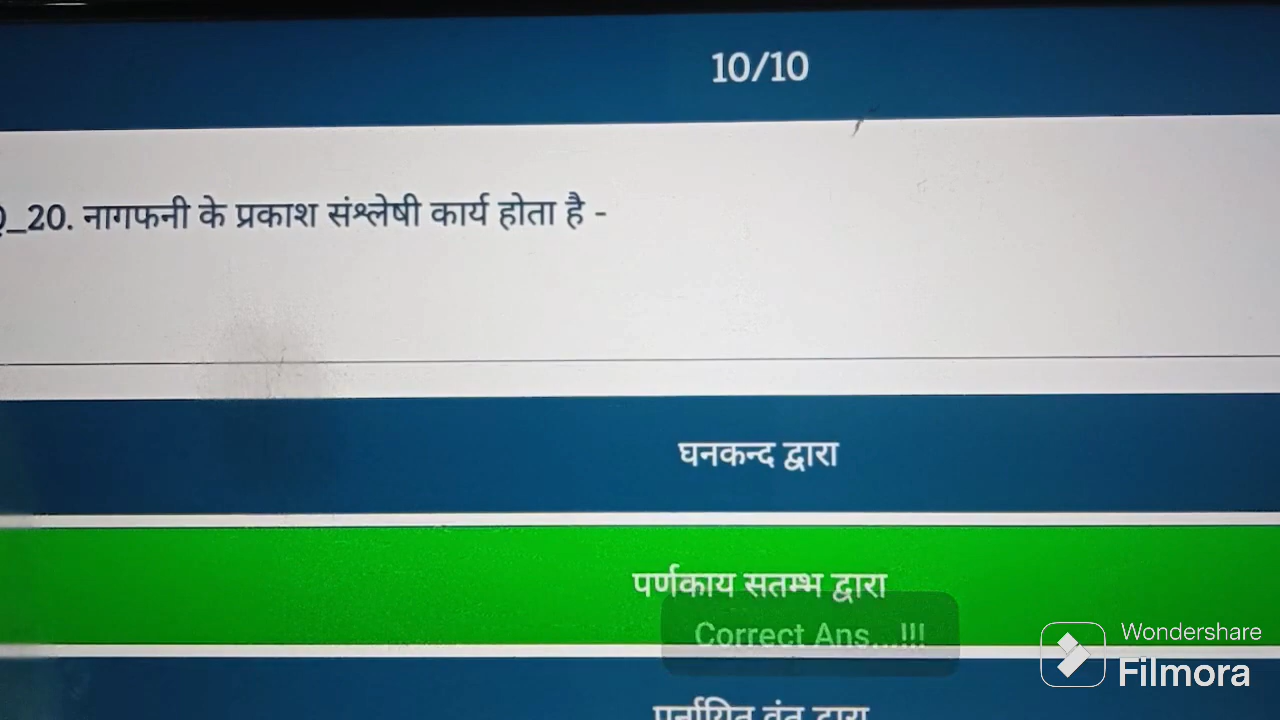 10/10
_20. नागफनी के प्रकाश संश्लेषी कार्य होता है -
घनकन्द द्वारा
पर्णकाय सतम्भ द्वारा
Correct Ans...!!!
Wondershare
Filmora